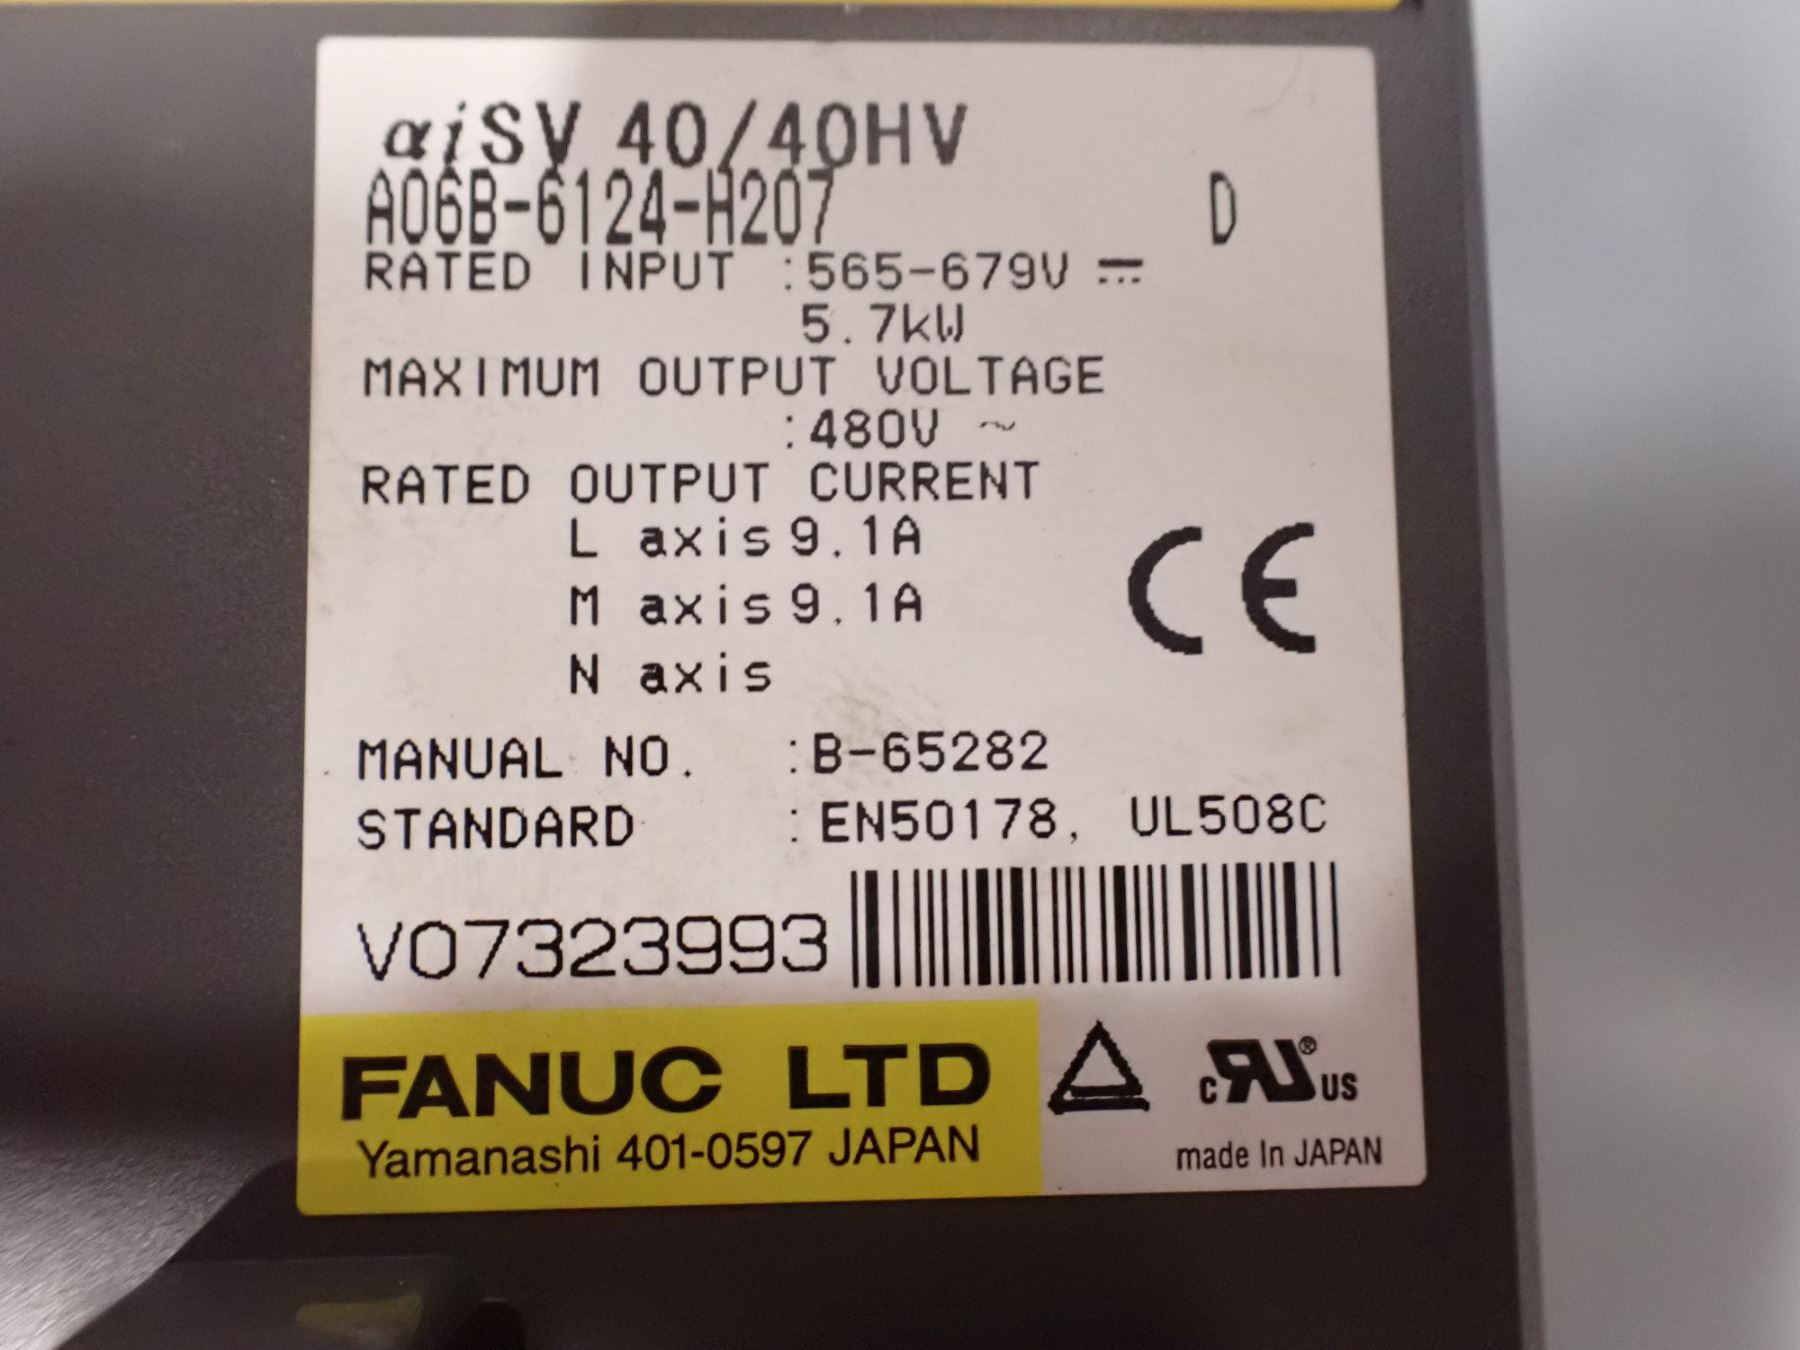 αiSV 40/40HV
A06B-6124-H207 D
RATED INPUT :565-679V ⎓
5.7kW
MAXIMUM OUTPUT VOLTAGE
:480V ~
RATED OUTPUT CURRENT
L axis 9.1A
M axis 9.1A
N axis
CE
MANUAL NO. :B-65282
STANDARD :EN50178, UL508C
V07323993
FANUC LTD
Yamanashi 401-0597 JAPAN
c RU® US
made In JAPAN